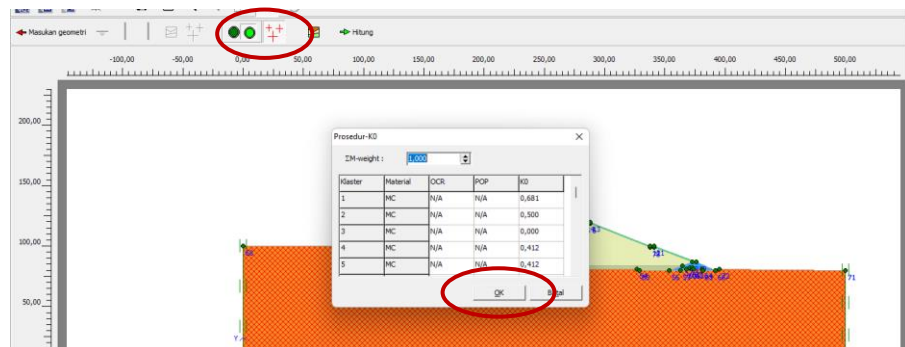 Masukan geometri
Hitung
-100,00 -50,00 0,00 50,00 100,00 150,00 200,00 250,00 300,00 350,00 400,00 450,00 500,00
200,00
150,00
100,00
50,00
Y
Prosedur-K0
ΣM-weight : 1,000
Klaster Material OCR POP K0
1 MC N/A N/A 0,681
2 MC N/A N/A 0,500
3 MC N/A N/A 0,000
4 MC N/A N/A 0,412
5 MC N/A N/A 0,412
OK Batal
71